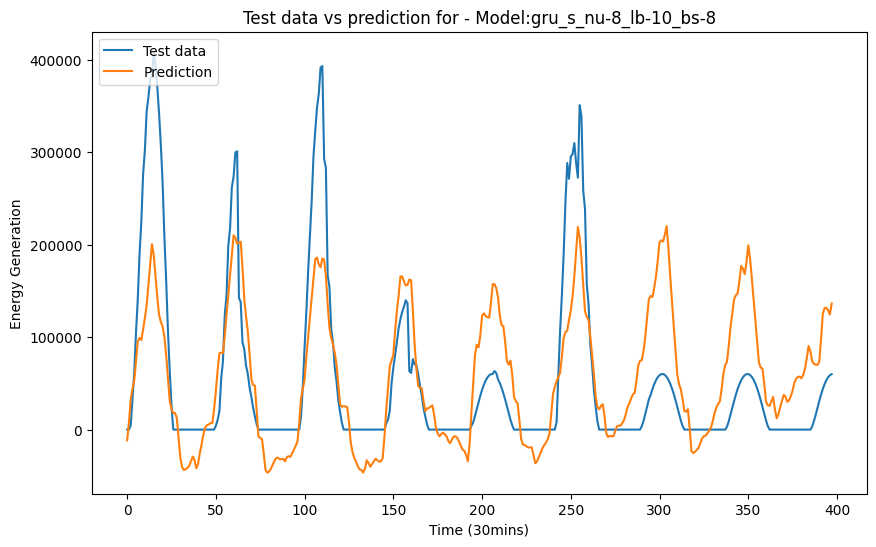 Test data vs prediction for - Model:gru_s_nu-8_lb-10_bs-8
Test data
Prediction
Energy Generation
400000
300000
200000
100000
0
0 50 100 150 200 250 300 350 400
Time (30mins)